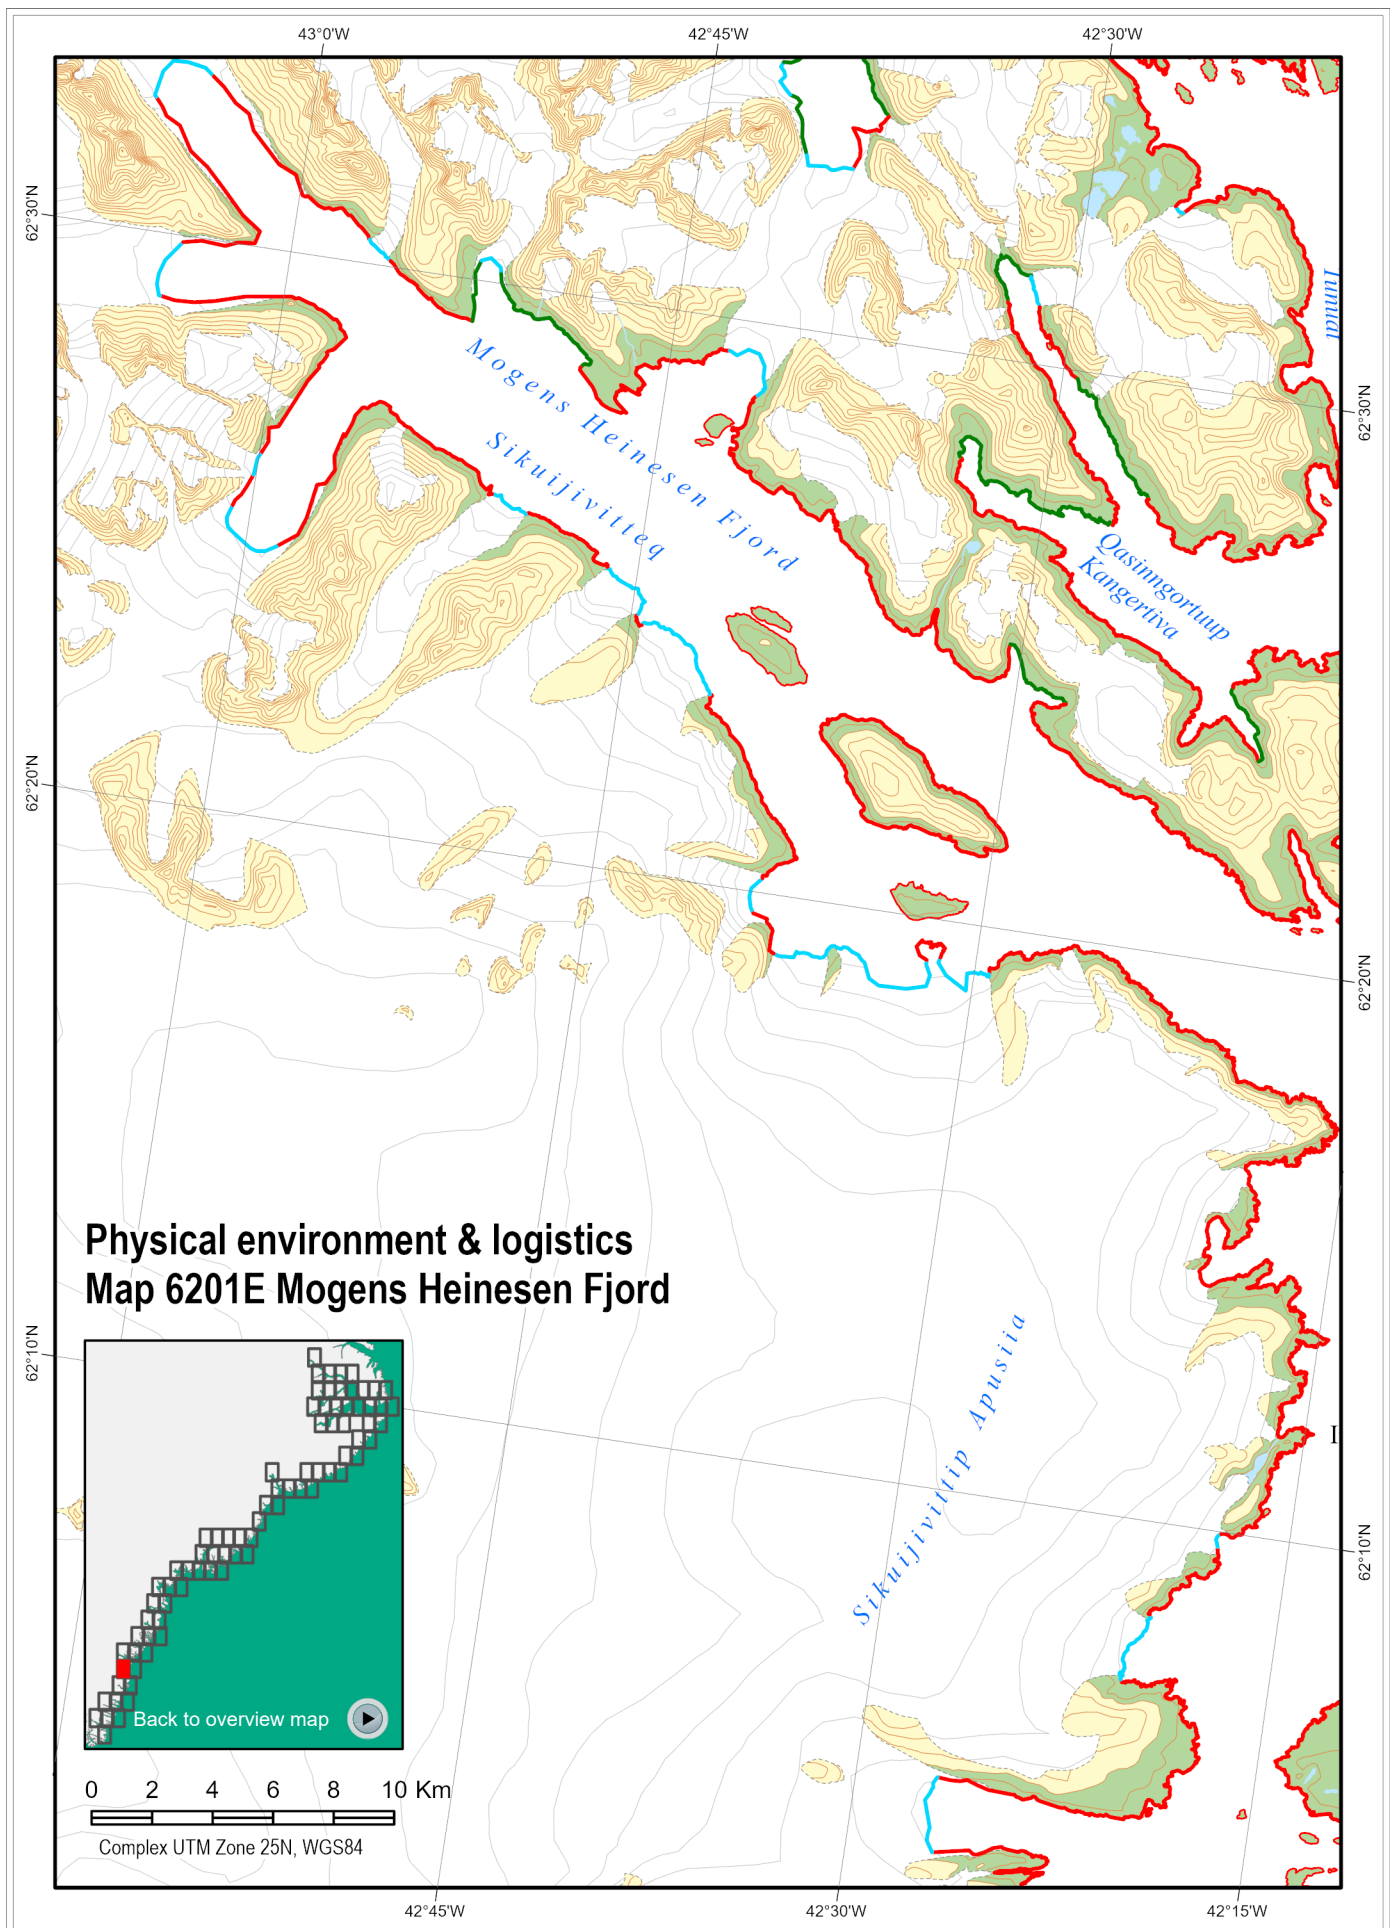 43°0'W
42°45'W
42°30'W
62°30'N
Mogens Heinesen Fjord
Sikuijivitteq
62°30'N
Qasinngortuup
Kangertiva
62°20'N
62°20'N
Physical environment & logistics
Map 6201E Mogens Heinesen Fjord
62°10'N
Sikuijivittip Apusiia
I
62°10'N
Back to overview map
0 2 4 6 8 10 Km
Complex UTM Zone 25N, WGS84
42°45'W
42°30'W
42°15'W